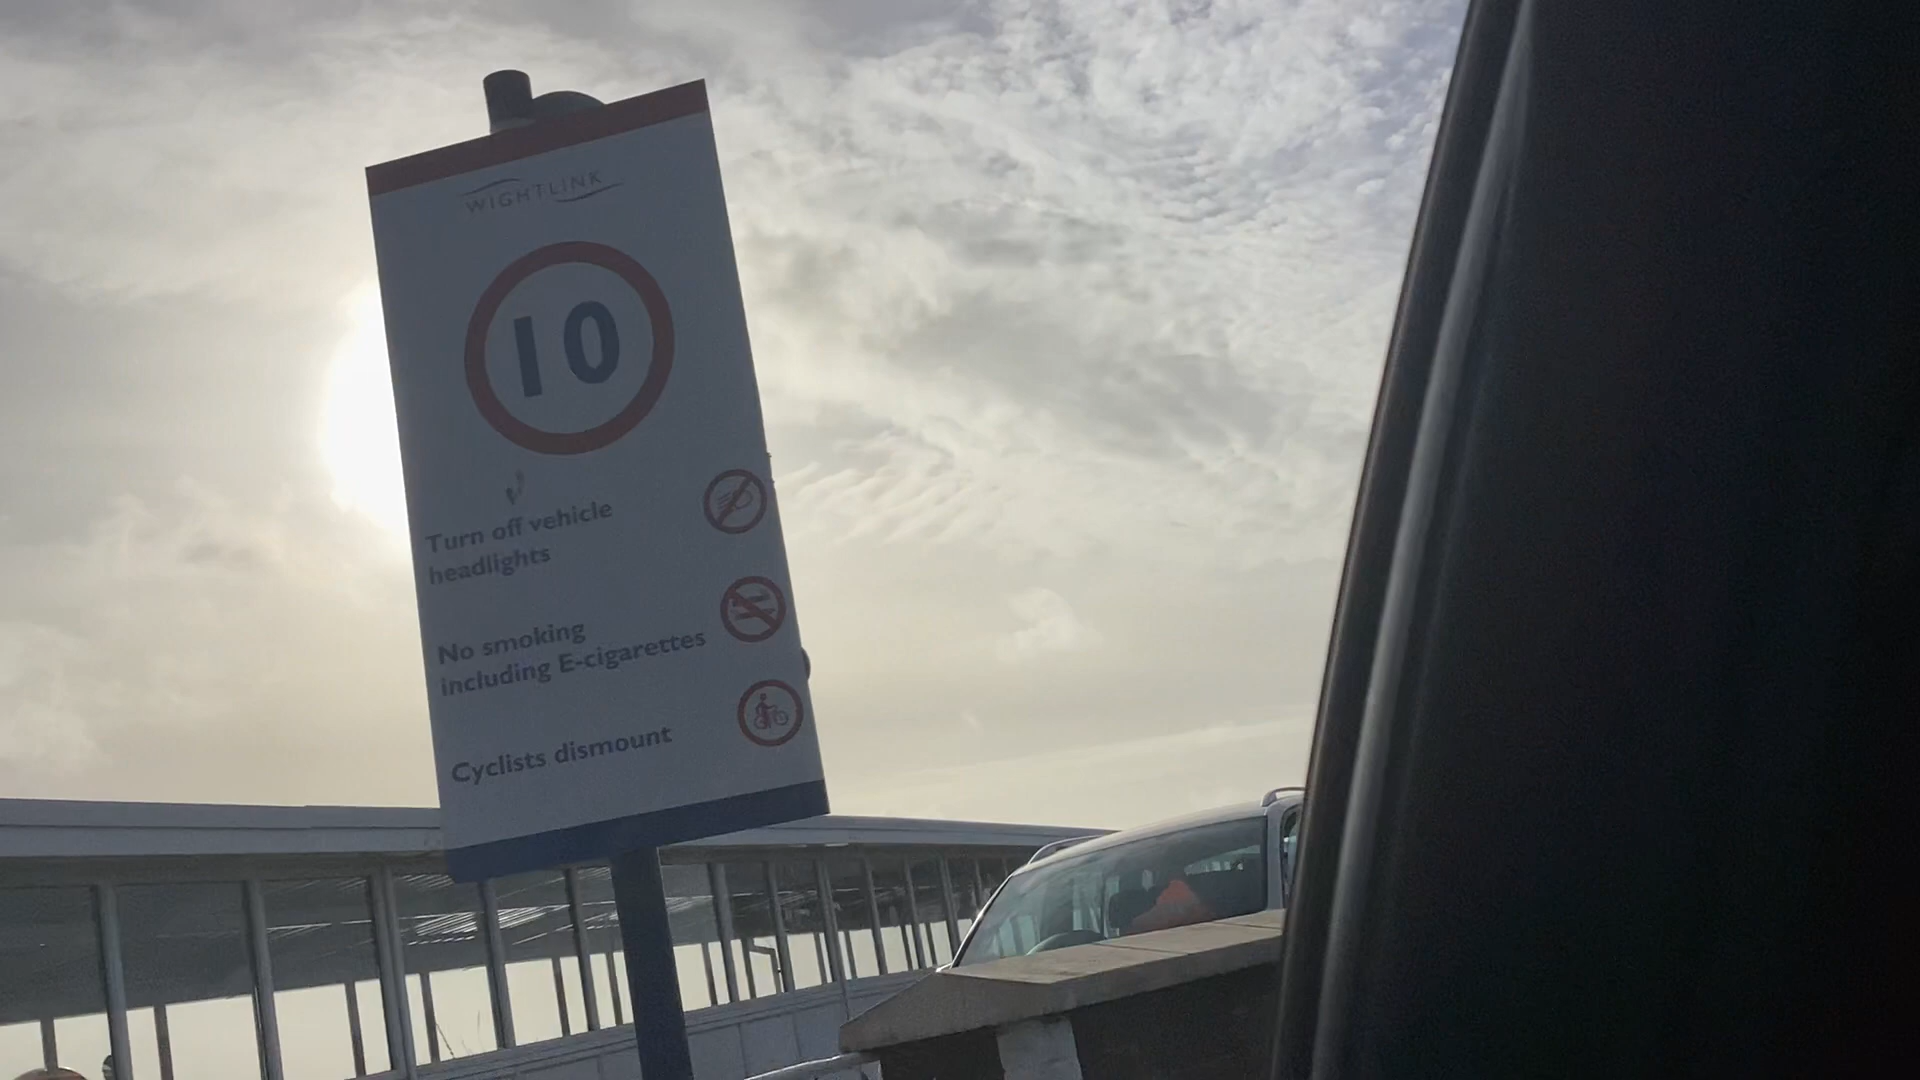 WIGHTLINK
10
Turn off vehicle
headlights
No smoking
including E-cigarettes
Cyclists dismount